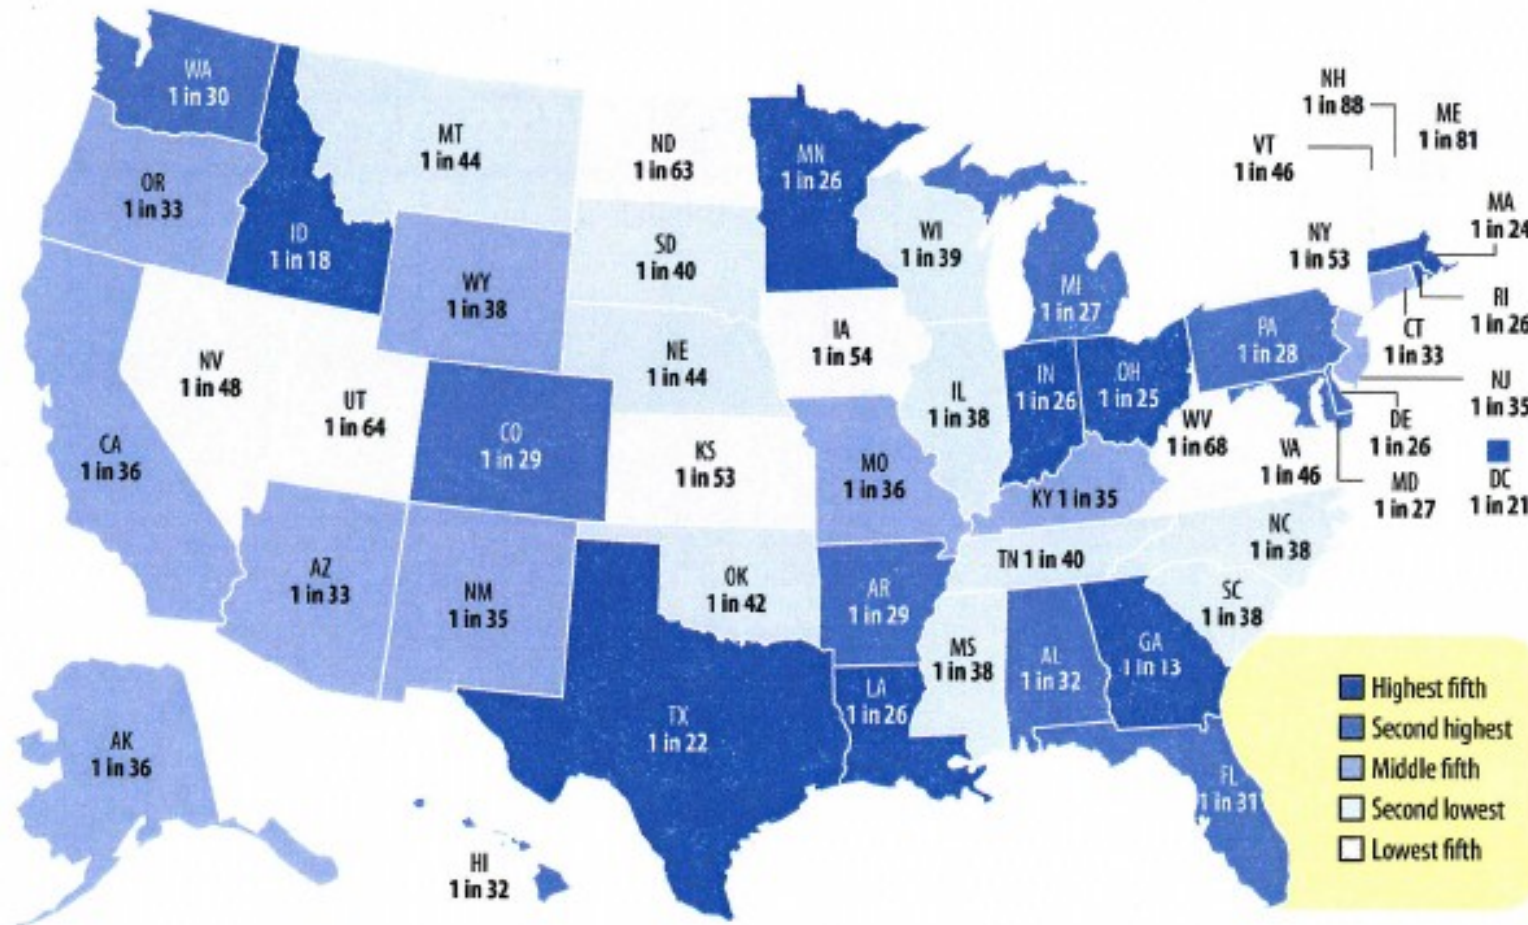 WA
1 in 30
MT
1 in 44
ND
1 in 63
MN
1 in 26
NH
1 in 88
ME
1 in 81
VT
1 in 46
OR
1 in 33
ID
1 in 18
WY
1 in 38
SD
1 in 40
WI
1 in 39
MI
1 in 27
NY
1 in 53
MA
1 in 24
RI
1 in 26
CT
1 in 33
NJ
1 in 35
NV
1 in 48
UT
1 in 64
CO
1 in 29
NE
1 in 44
IA
1 in 54
IL
1 in 38
IN
1 in 26
OH
1 in 25
PA
1 in 28
WV
1 in 68
VA
1 in 46
DE
1 in 26
MD
1 in 27
DC
1 in 21
CA
1 in 36
KS
1 in 53
MO
1 in 36
KY 1 in 35
NC
1 in 38
TN 1 in 40
SC
1 in 38
AZ
1 in 33
NM
1 in 35
OK
1 in 42
AR
1 in 29
MS
1 in 38
AL
1 in 32
GA
1 in 13
TX
1 in 22
LA
1 in 26
FL
1 in 31
AK
1 in 36
HI
1 in 32
Highest fifth
Second highest
Middle fifth
Second lowest
Lowest fifth